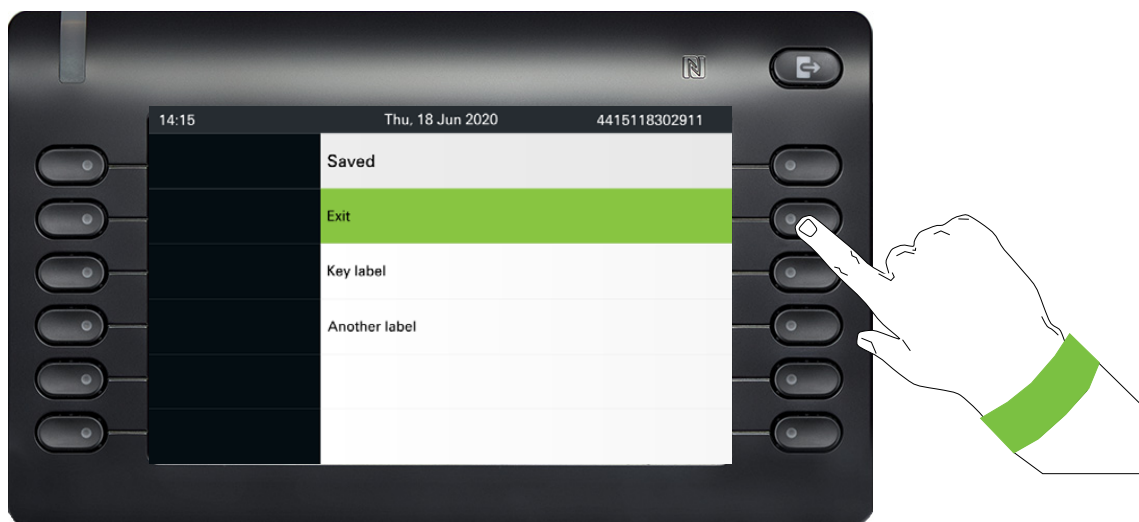 14:15 Thu, 18 Jun 2020 4415118302911
Saved
Exit
Key label
Another label